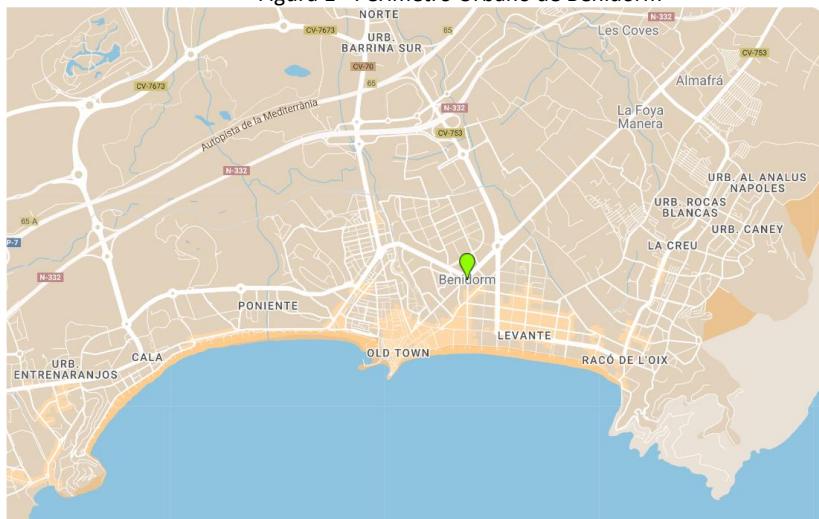 NORTE
N-332
CV-7673
65
Les Coves
URB.
BARRINA SUR
CV-753
CV-70
CV-7673
65
Almafrá
Autopista de la Mediterrània
N-332
La Foya
Manera
CV-753
N-332
URB. AL ANALUS
NAPOLES
URB. ROCAS
BLANCAS
65-A
URB. CANEY
P-7
LA CREU
N-332
Benidorm
PONIENTE
LEVANTE
OLD TOWN
CALA
RACÓ DE L'OIX
URB.
ENTRENARANJOS